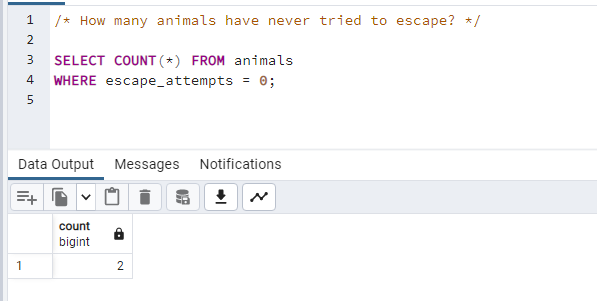 1 /* How many animals have never tried to escape? */
2
3 SELECT COUNT(*) FROM animals
4 WHERE escape_attempts = 0;
5
Data Output Messages Notifications
count
bigint
1 2